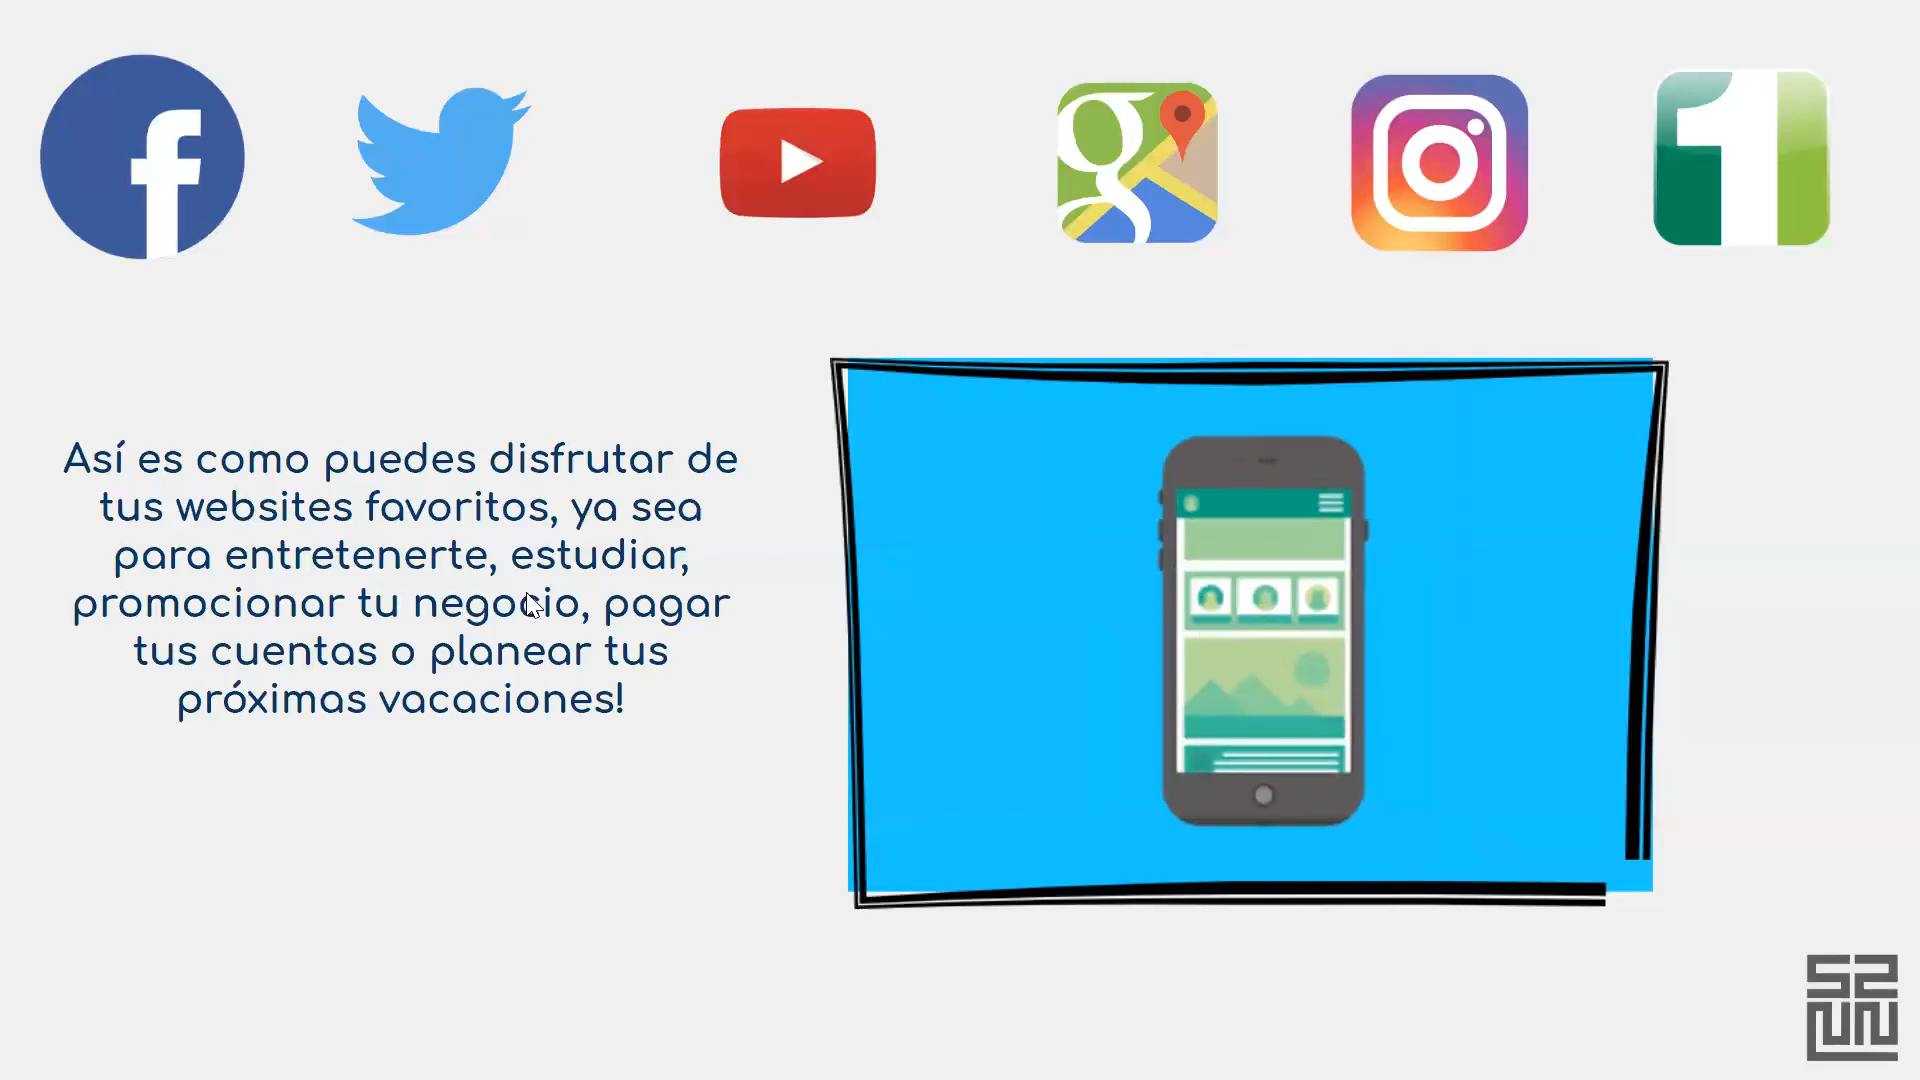 Así es como puedes disfrutar de
tus websites favoritos, ya sea
para entretenerte, estudiar,
promocionar tu negocio, pagar
tus cuentas o planear tus
próximas vacaciones!